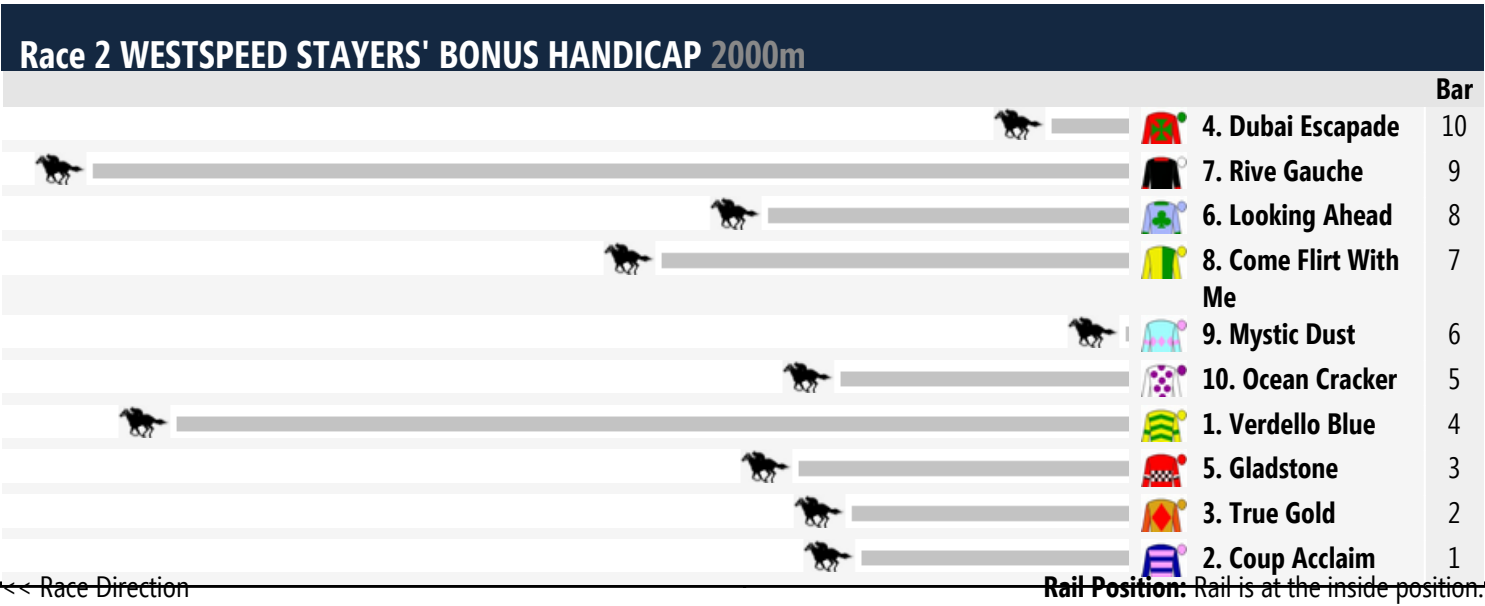 Race 2 WESTSPEED STAYERS' BONUS HANDICAP 2000m
Bar
4. Dubai Escapade 10
7. Rive Gauche 9
6. Looking Ahead 8
8. Come Flirt With 7
Me
9. Mystic Dust 6
10. Ocean Cracker 5
1. Verdello Blue 4
5. Gladstone 3
3. True Gold 2
2. Coup Acclaim 1
<<< Race Direction Rail Position: Rail is at the inside position.